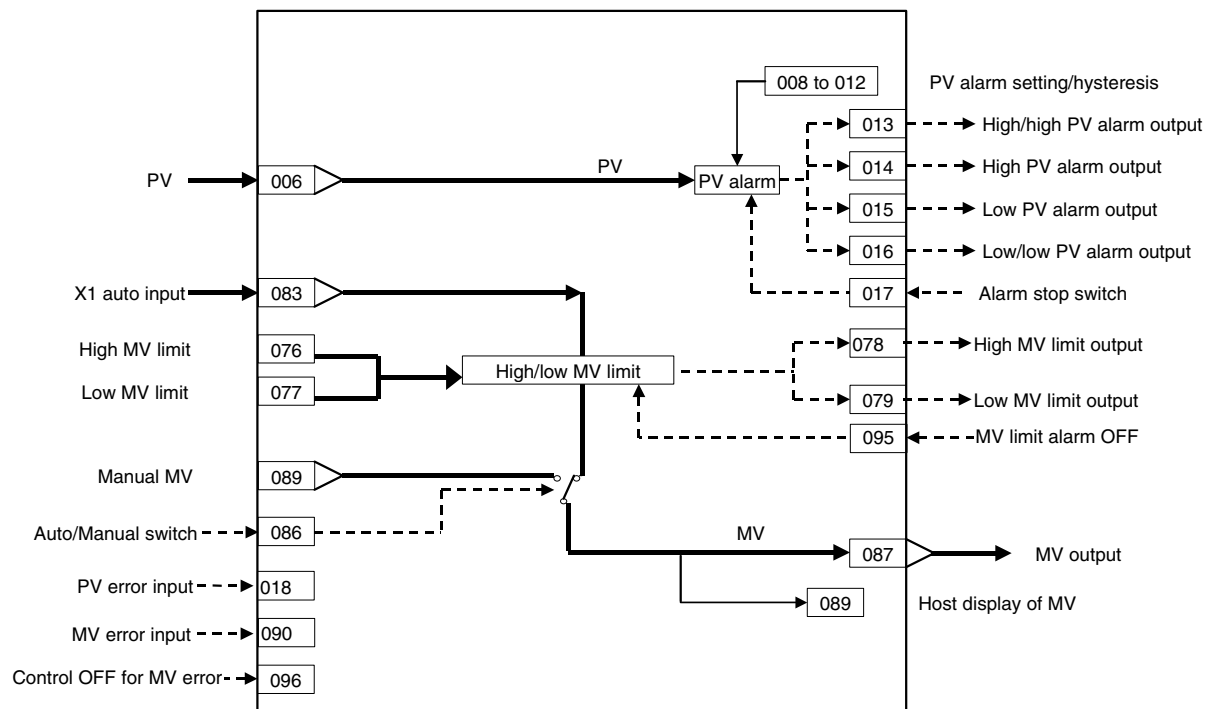 008 to 012 PV alarm setting/hysteresis
013 High/high PV alarm output
PV 006 PV PV alarm 014 High PV alarm output
015 Low PV alarm output
016 Low/low PV alarm output
X1 auto input 083 017 Alarm stop switch
High MV limit 076 078 High MV limit output
High/low MV limit
Low MV limit 077 079 Low MV limit output
095 MV limit alarm OFF
Manual MV 089
Auto/Manual switch 086
MV 087 MV output
PV error input 018
089 Host display of MV
MV error input 090
Control OFF for MV error 096